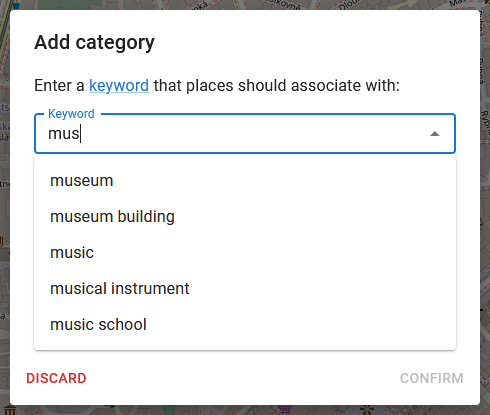 Add category
Enter a keyword that places should associate with:
Keyword
mus
museum
museum building
music
musical instrument
music school
DISCARD
CONFIRM